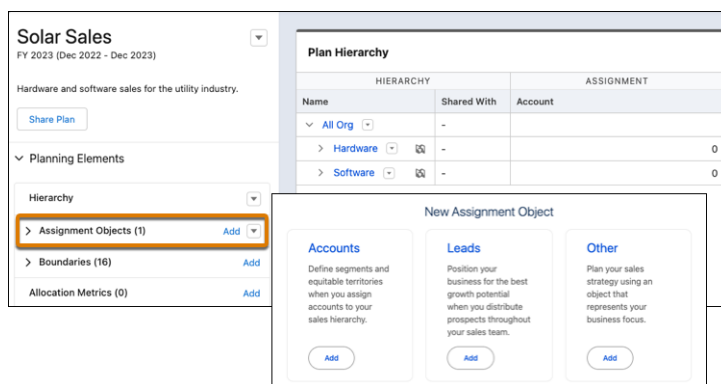 Solar Sales
FY 2023 (Dec 2022 - Dec 2023)
Hardware and software sales for the utility industry.
Share Plan
Planning Elements
Hierarchy
Assignment Objects (1) Add
Boundaries (16) Add
Allocation Metrics (0) Add
Plan Hierarchy
HIERARCHY ASSIGNMENT
Name Shared With Account
All Org -
Hardware - 0
Software - 0
New Assignment Object
Accounts
Define segments and
equitable territories
when you assign
accounts to your
sales hierarchy.
Add
Leads
Position your
business for the best
growth potential
when you distribute
prospects throughout
your sales team.
Add
Other
Plan your sales
strategy using an
object that
represents your
business focus.
Add